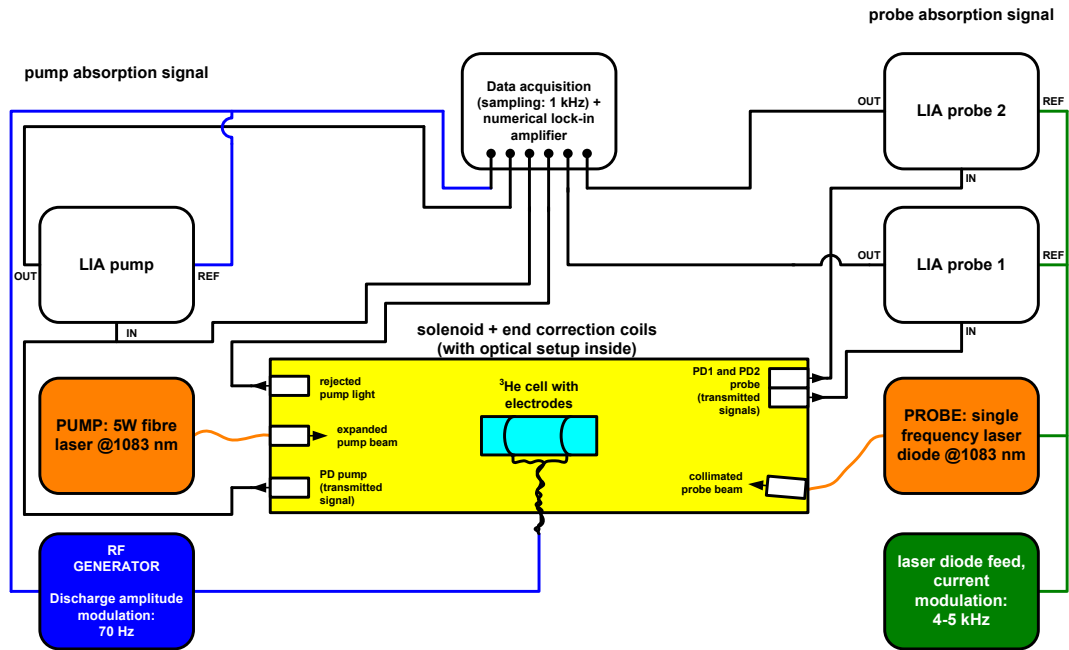 probe absorption signal
pump absorption signal
Data acquisition
(sampling: 1 kHz) +
numerical lock-in
amplifier
OUT
LIA probe 2
REF
IN
LIA pump
OUT
REF
IN
OUT
LIA probe 1
REF
IN
solenoid + end correction coils
(with optical setup inside)
rejected
pump light
³He cell with
electrodes
PD1 and PD2
probe
(transmitted
signals)
PUMP: 5W fibre
laser @1083 nm
expanded
pump beam
PROBE: single
frequency laser
diode @1083 nm
PD pump
(transmitted
signal)
collimated
probe beam
RF
GENERATOR
Discharge amplitude
modulation:
70 Hz
laser diode feed,
current
modulation:
4-5 kHz